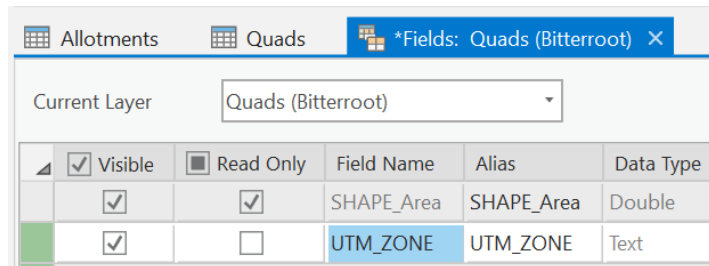 Allotments Quads *Fields: Quads (Bitterroot)
Current Layer Quads (Bitterroot)
Visible Read Only Field Name Alias Data Type
SHAPE_Area SHAPE_Area Double
UTM_ZONE UTM_ZONE Text